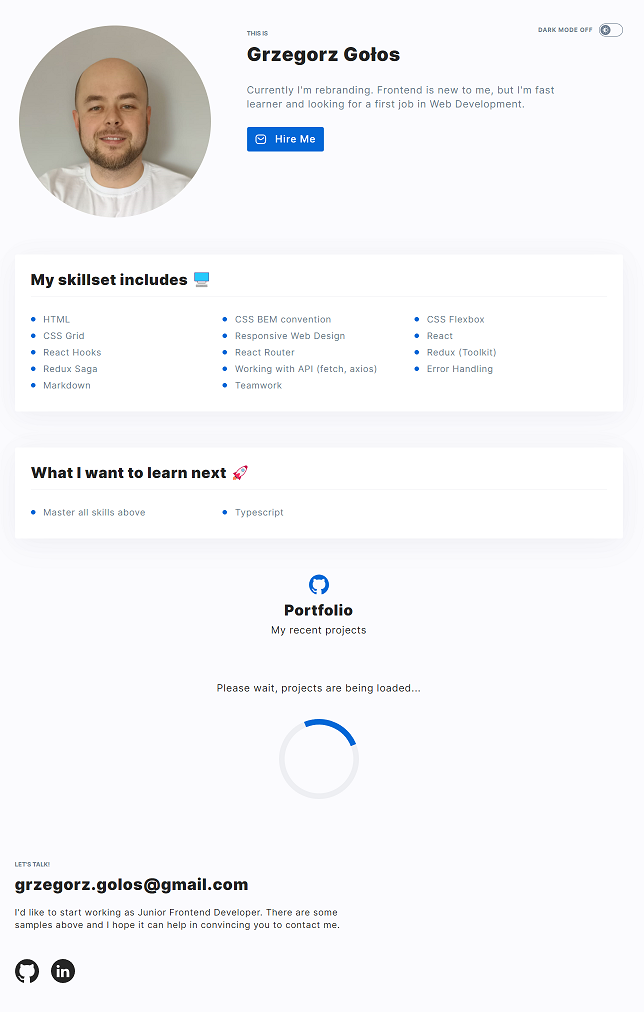 THIS IS
DARK MODE OFF
Grzegorz Gołos
Currently I'm rebranding. Frontend is new to me, but I'm fast
learner and looking for a first job in Web Development.
Hire Me
My skillset includes
HTML
CSS BEM convention
CSS Flexbox
CSS Grid
Responsive Web Design
React
React Hooks
React Router
Redux (Toolkit)
Redux Saga
Working with API (fetch, axios)
Error Handling
Markdown
Teamwork
What I want to learn next
Master all skills above
Typescript
Portfolio
My recent projects
Please wait, projects are being loaded...
LET'S TALK!
grzegorz.golos@gmail.com
I'd like to start working as Junior Frontend Developer. There are some
samples above and I hope it can help in convincing you to contact me.
in